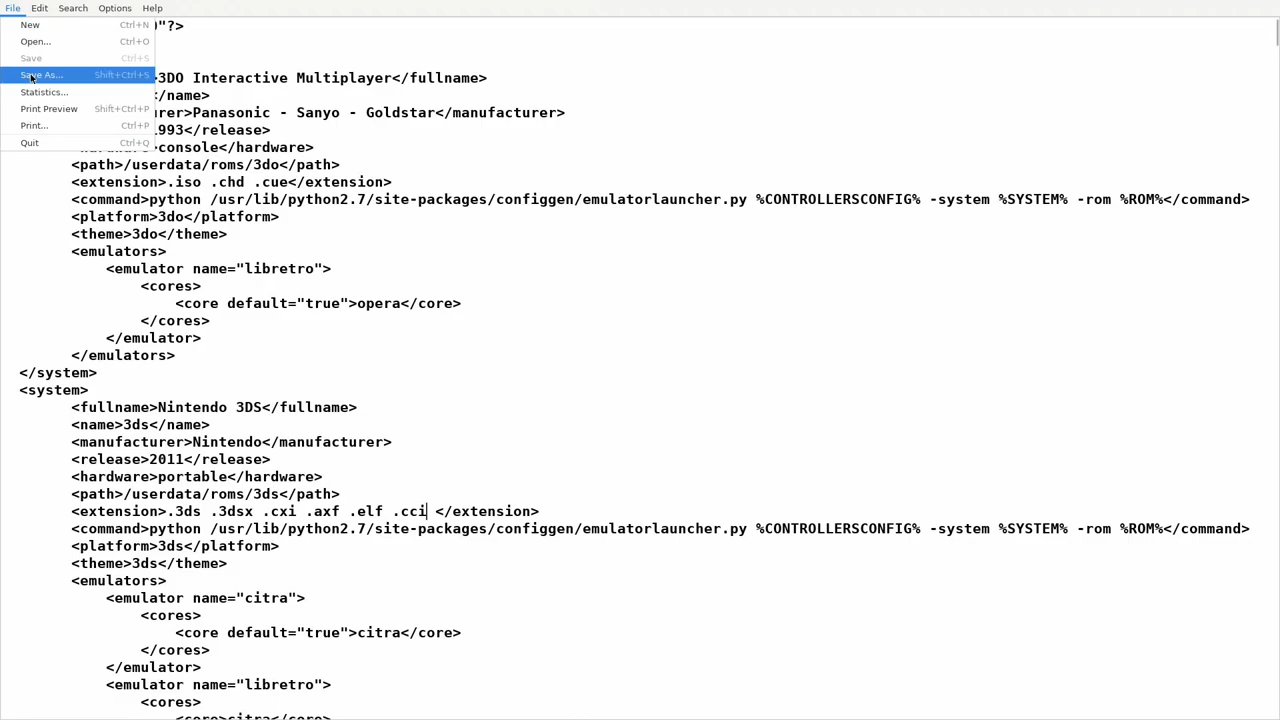 File Edit Search Options Help
New Ctrl+N
Open... Ctrl+O
Save Ctrl+S
Save As... Shift+Ctrl+S
Statistics...
Print Preview Shift+Ctrl+P
Print... Ctrl+P
Quit Ctrl+Q
"?>
>3DO Interactive Multiplayer</fullname>
</name>
rer>Panasonic - Sanyo - Goldstar</manufacturer>
1993</release>
<hardware>console</hardware>
<path>/userdata/roms/3do</path>
<extension>.iso .chd .cue</extension>
<command>python /usr/lib/python2.7/site-packages/configgen/emulatorlauncher.py %CONTROLLERSCONFIG% -system %SYSTEM% -rom %ROM%</command>
<platform>3do</platform>
<theme>3do</theme>
<emulators>
<emulator name="libretro">
<cores>
<core default="true">opera</core>
</cores>
</emulator>
</emulators>
</system>
<system>
<fullname>Nintendo 3DS</fullname>
<name>3ds</name>
<manufacturer>Nintendo</manufacturer>
<release>2011</release>
<hardware>portable</hardware>
<path>/userdata/roms/3ds</path>
<extension>.3ds .3dsx .cxi .axf .elf .cci </extension>
<command>python /usr/lib/python2.7/site-packages/configgen/emulatorlauncher.py %CONTROLLERSCONFIG% -system %SYSTEM% -rom %ROM%</command>
<platform>3ds</platform>
<theme>3ds</theme>
<emulators>
<emulator name="citra">
<cores>
<core default="true">citra</core>
</cores>
</emulator>
<emulator name="libretro">
<cores>
<core>citra</core>